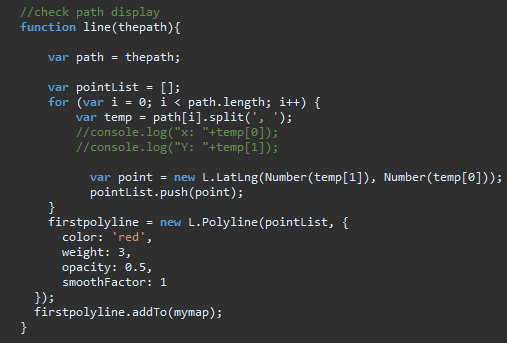 //check path display
function line(thepath){
var path = thepath;
var pointList = [];
for (var i = 0; i < path.length; i++) {
var temp = path[i].split(', ');
//console.log("x: "+temp[0]);
//console.log("Y: "+temp[1]);
var point = new L.LatLng(Number(temp[1]), Number(temp[0]));
pointList.push(point);
}
firstpolyline = new L.Polyline(pointList, {
color: 'red',
weight: 3,
opacity: 0.5,
smoothFactor: 1
});
firstpolyline.addTo(mymap);
}